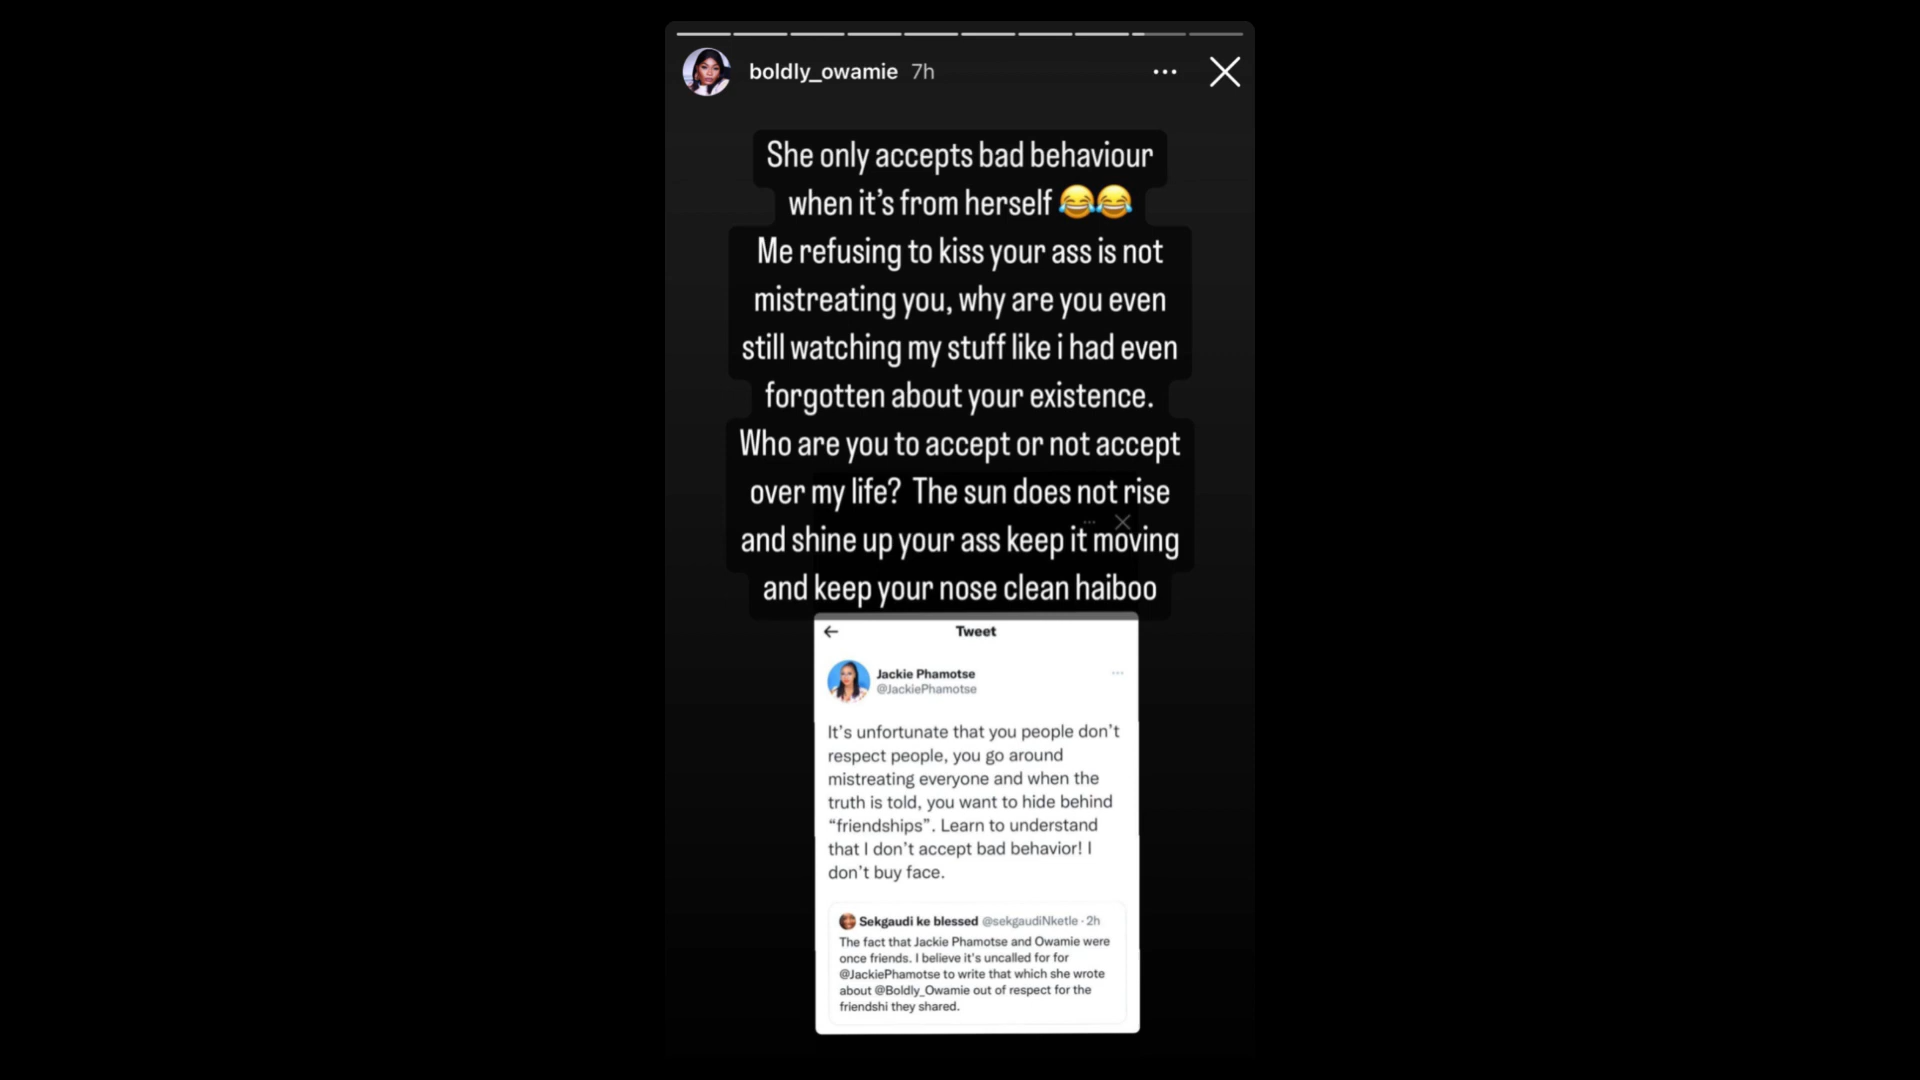 boldly_owamie 7h
She only accepts bad behaviour
when it's from herself 😂😂
Me refusing to kiss your ass is not
mistreating you, why are you even
still watching my stuff like i had even
forgotten about your existence.
Who are you to accept or not accept
over my life? The sun does not rise
and shine up your ass keep it moving
and keep your nose clean haiboo
Tweet
Jackie Phamotse
@JackiePhamotse
It's unfortunate that you people don't
respect people, you go around
mistreating everyone and when the
truth is told, you want to hide behind
“friendships”. Learn to understand
that I don't accept bad behavior! I
don't buy face.
Sekgaudi ke blessed @sekgaudiNketle · 2h
The fact that Jackie Phamotse and Owamie were
once friends. I believe it's uncalled for for
@JackiePhamotse to write that which she wrote
about @Boldly_Owamie out of respect for the
friendshi they shared.